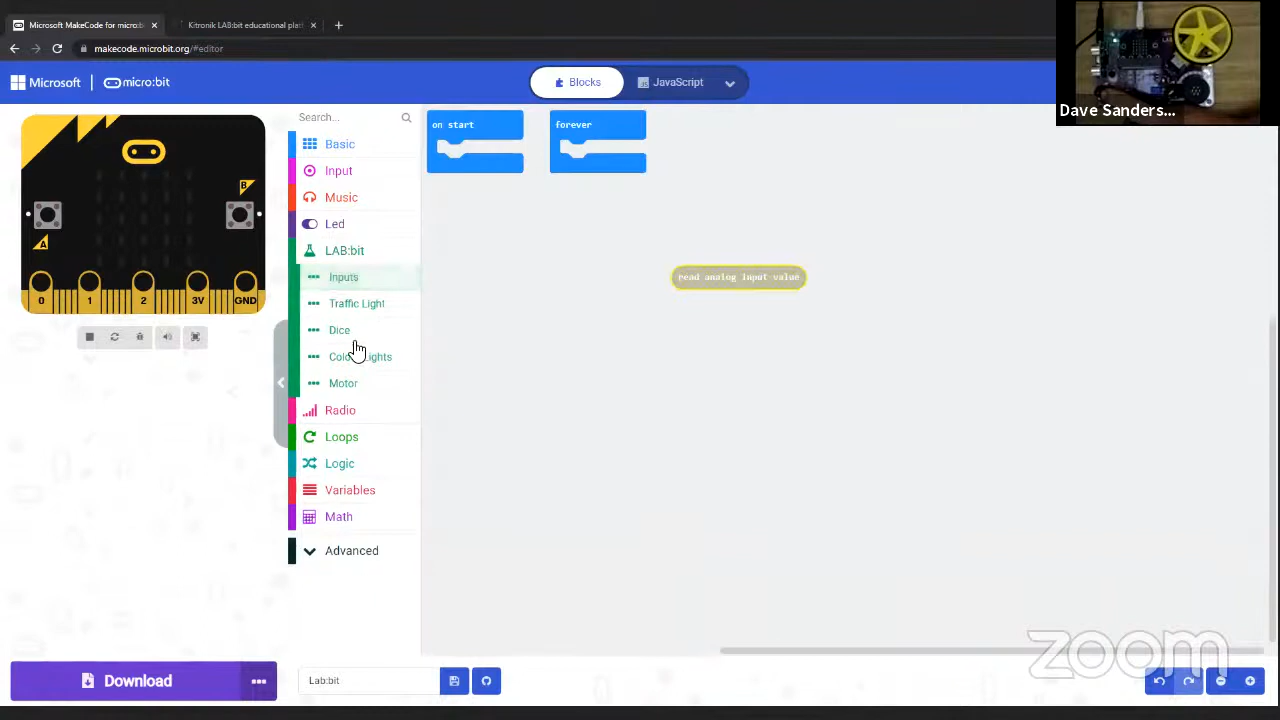 Microsoft MakeCode for micro:b
Kitronik LAB:bit educational plat
makecode.microbit.org/#editor
Microsoft
micro:bit
Blocks
JavaScript
Dave Sanders...
Search...
Basic
Input
Music
Led
LAB:bit
Inputs
Traffic Light
Dice
Motor
Radio
Loops
Logic
Variables
Math
Advanced
on start
forever
read analog input value
A
B
0
1
2
3V
GND
Download
Lab:bit
zoom